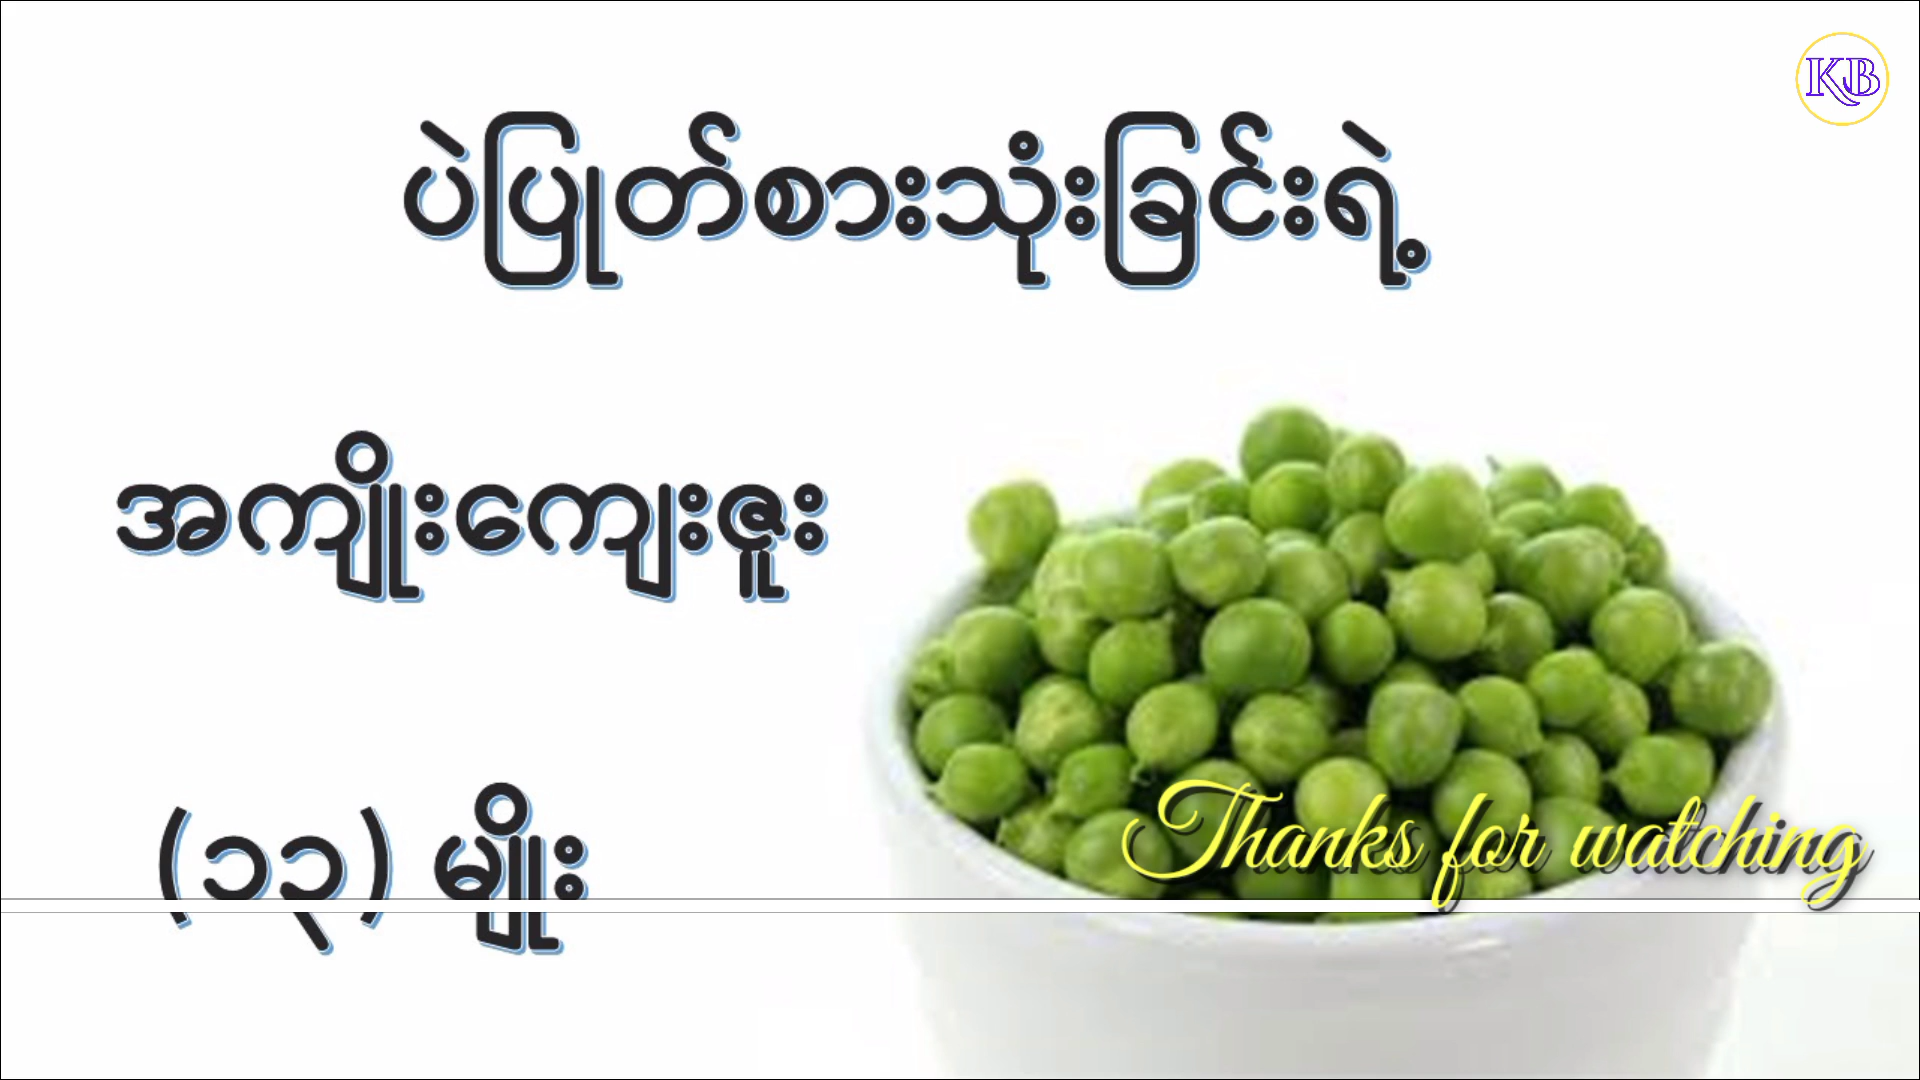 KB
ပဲပြုတ်စားသုံးခြင်းရဲ့
အကျိုးကျေးဇူး
(၁၃) မျိုး
Thanks for watching